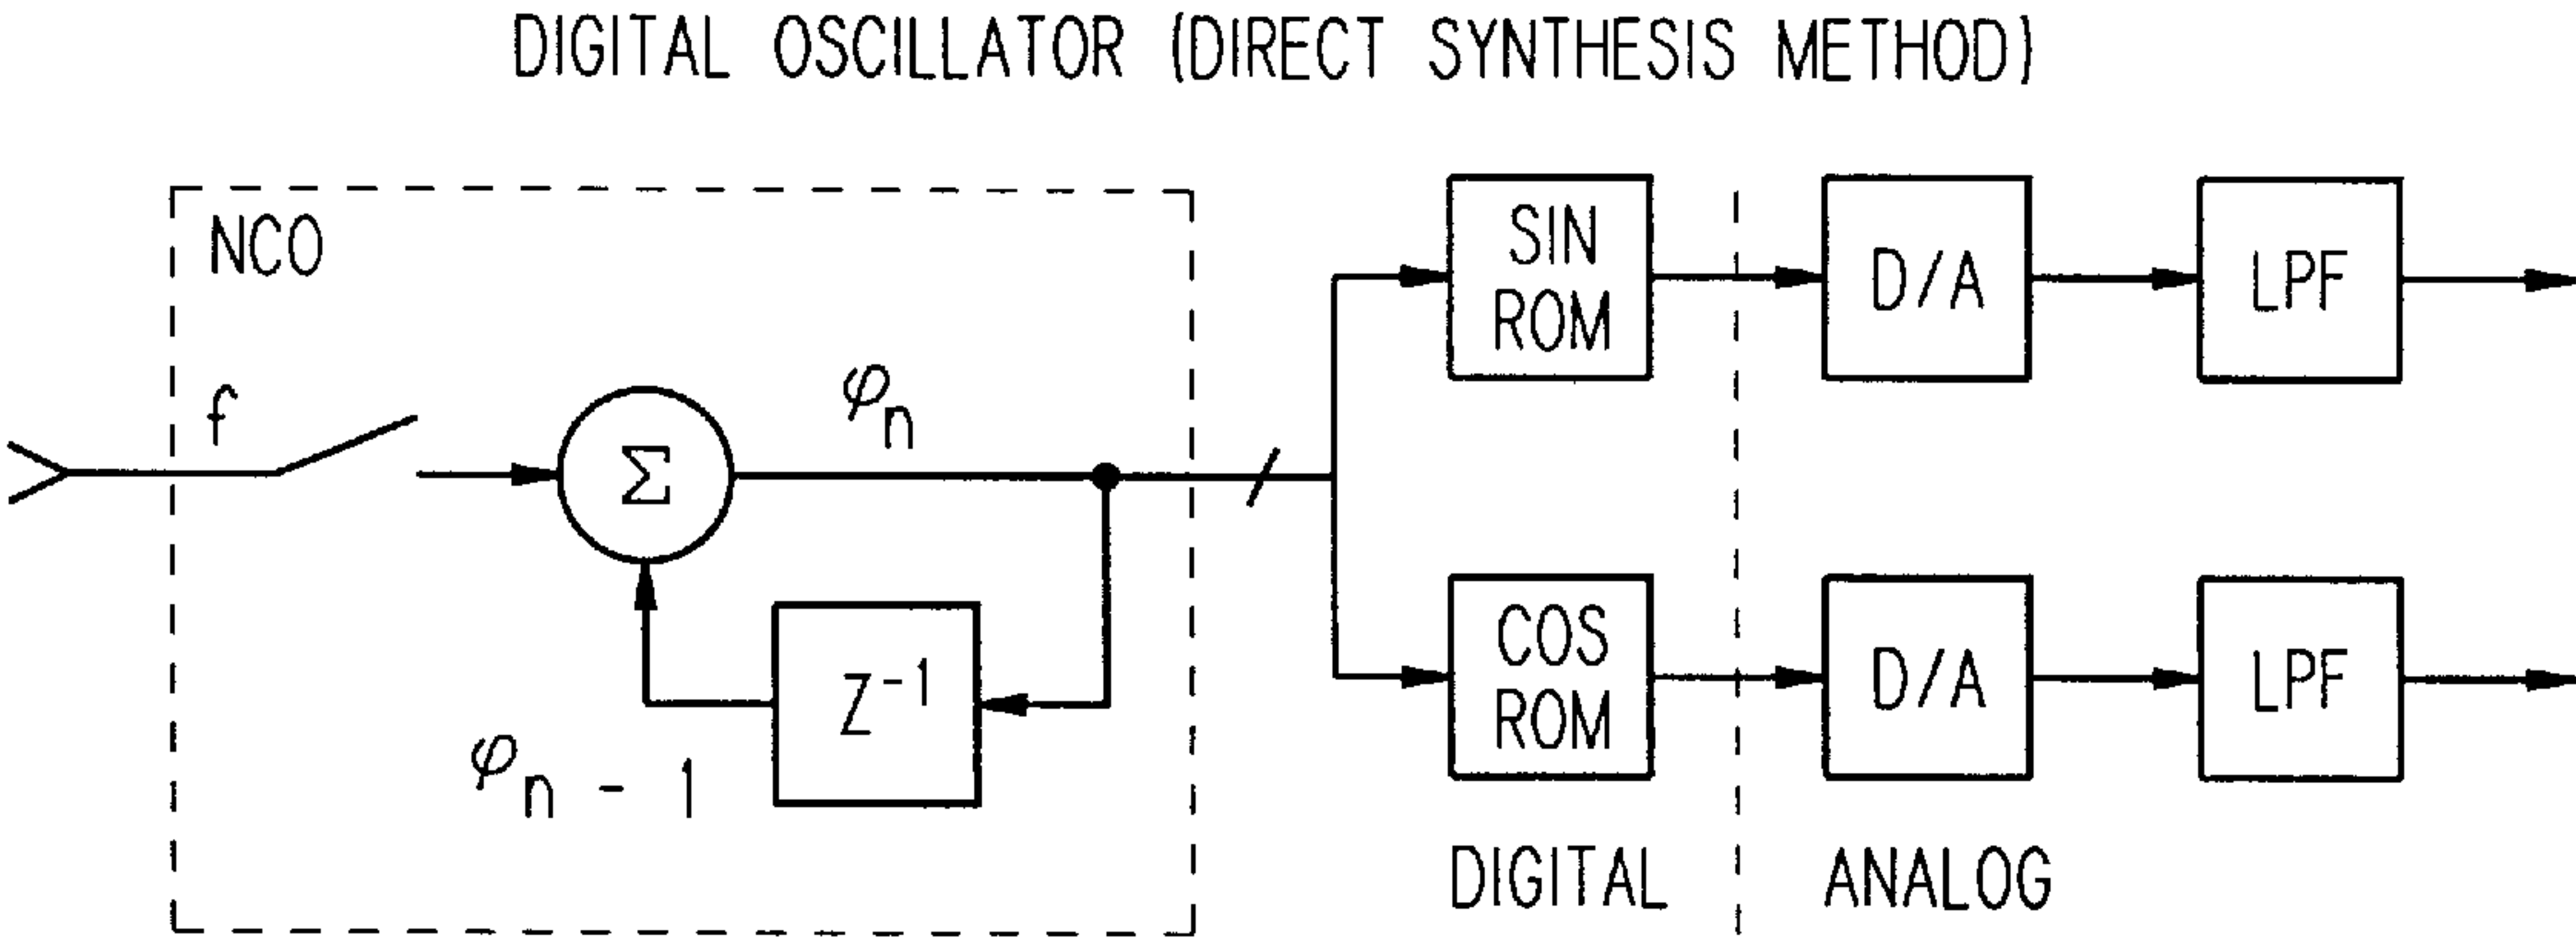 DIGITAL OSCILLATOR (DIRECT SYNTHESIS METHOD)
NCO
f
Σ
φn
Z⁻¹
φn - 1
SIN
ROM
D/A
LPF
COS
ROM
D/A
LPF
DIGITAL
ANALOG